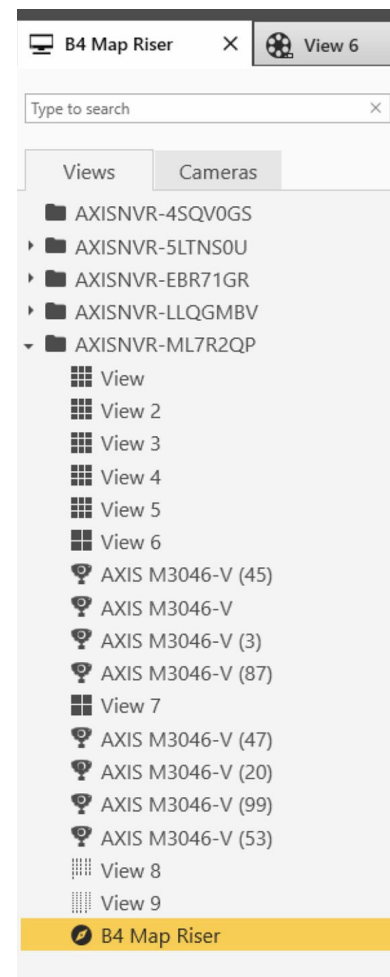 B4 Map Riser
View 6
Type to search
Views
Cameras
AXISNVR-4SQV0GS
AXISNVR-5LTNS0U
AXISNVR-EBR71GR
AXISNVR-LLQGMBV
AXISNVR-ML7R2QP
View
View 2
View 3
View 4
View 5
View 6
AXIS M3046-V (45)
AXIS M3046-V
AXIS M3046-V (3)
AXIS M3046-V (87)
View 7
AXIS M3046-V (47)
AXIS M3046-V (20)
AXIS M3046-V (99)
AXIS M3046-V (53)
View 8
View 9
B4 Map Riser